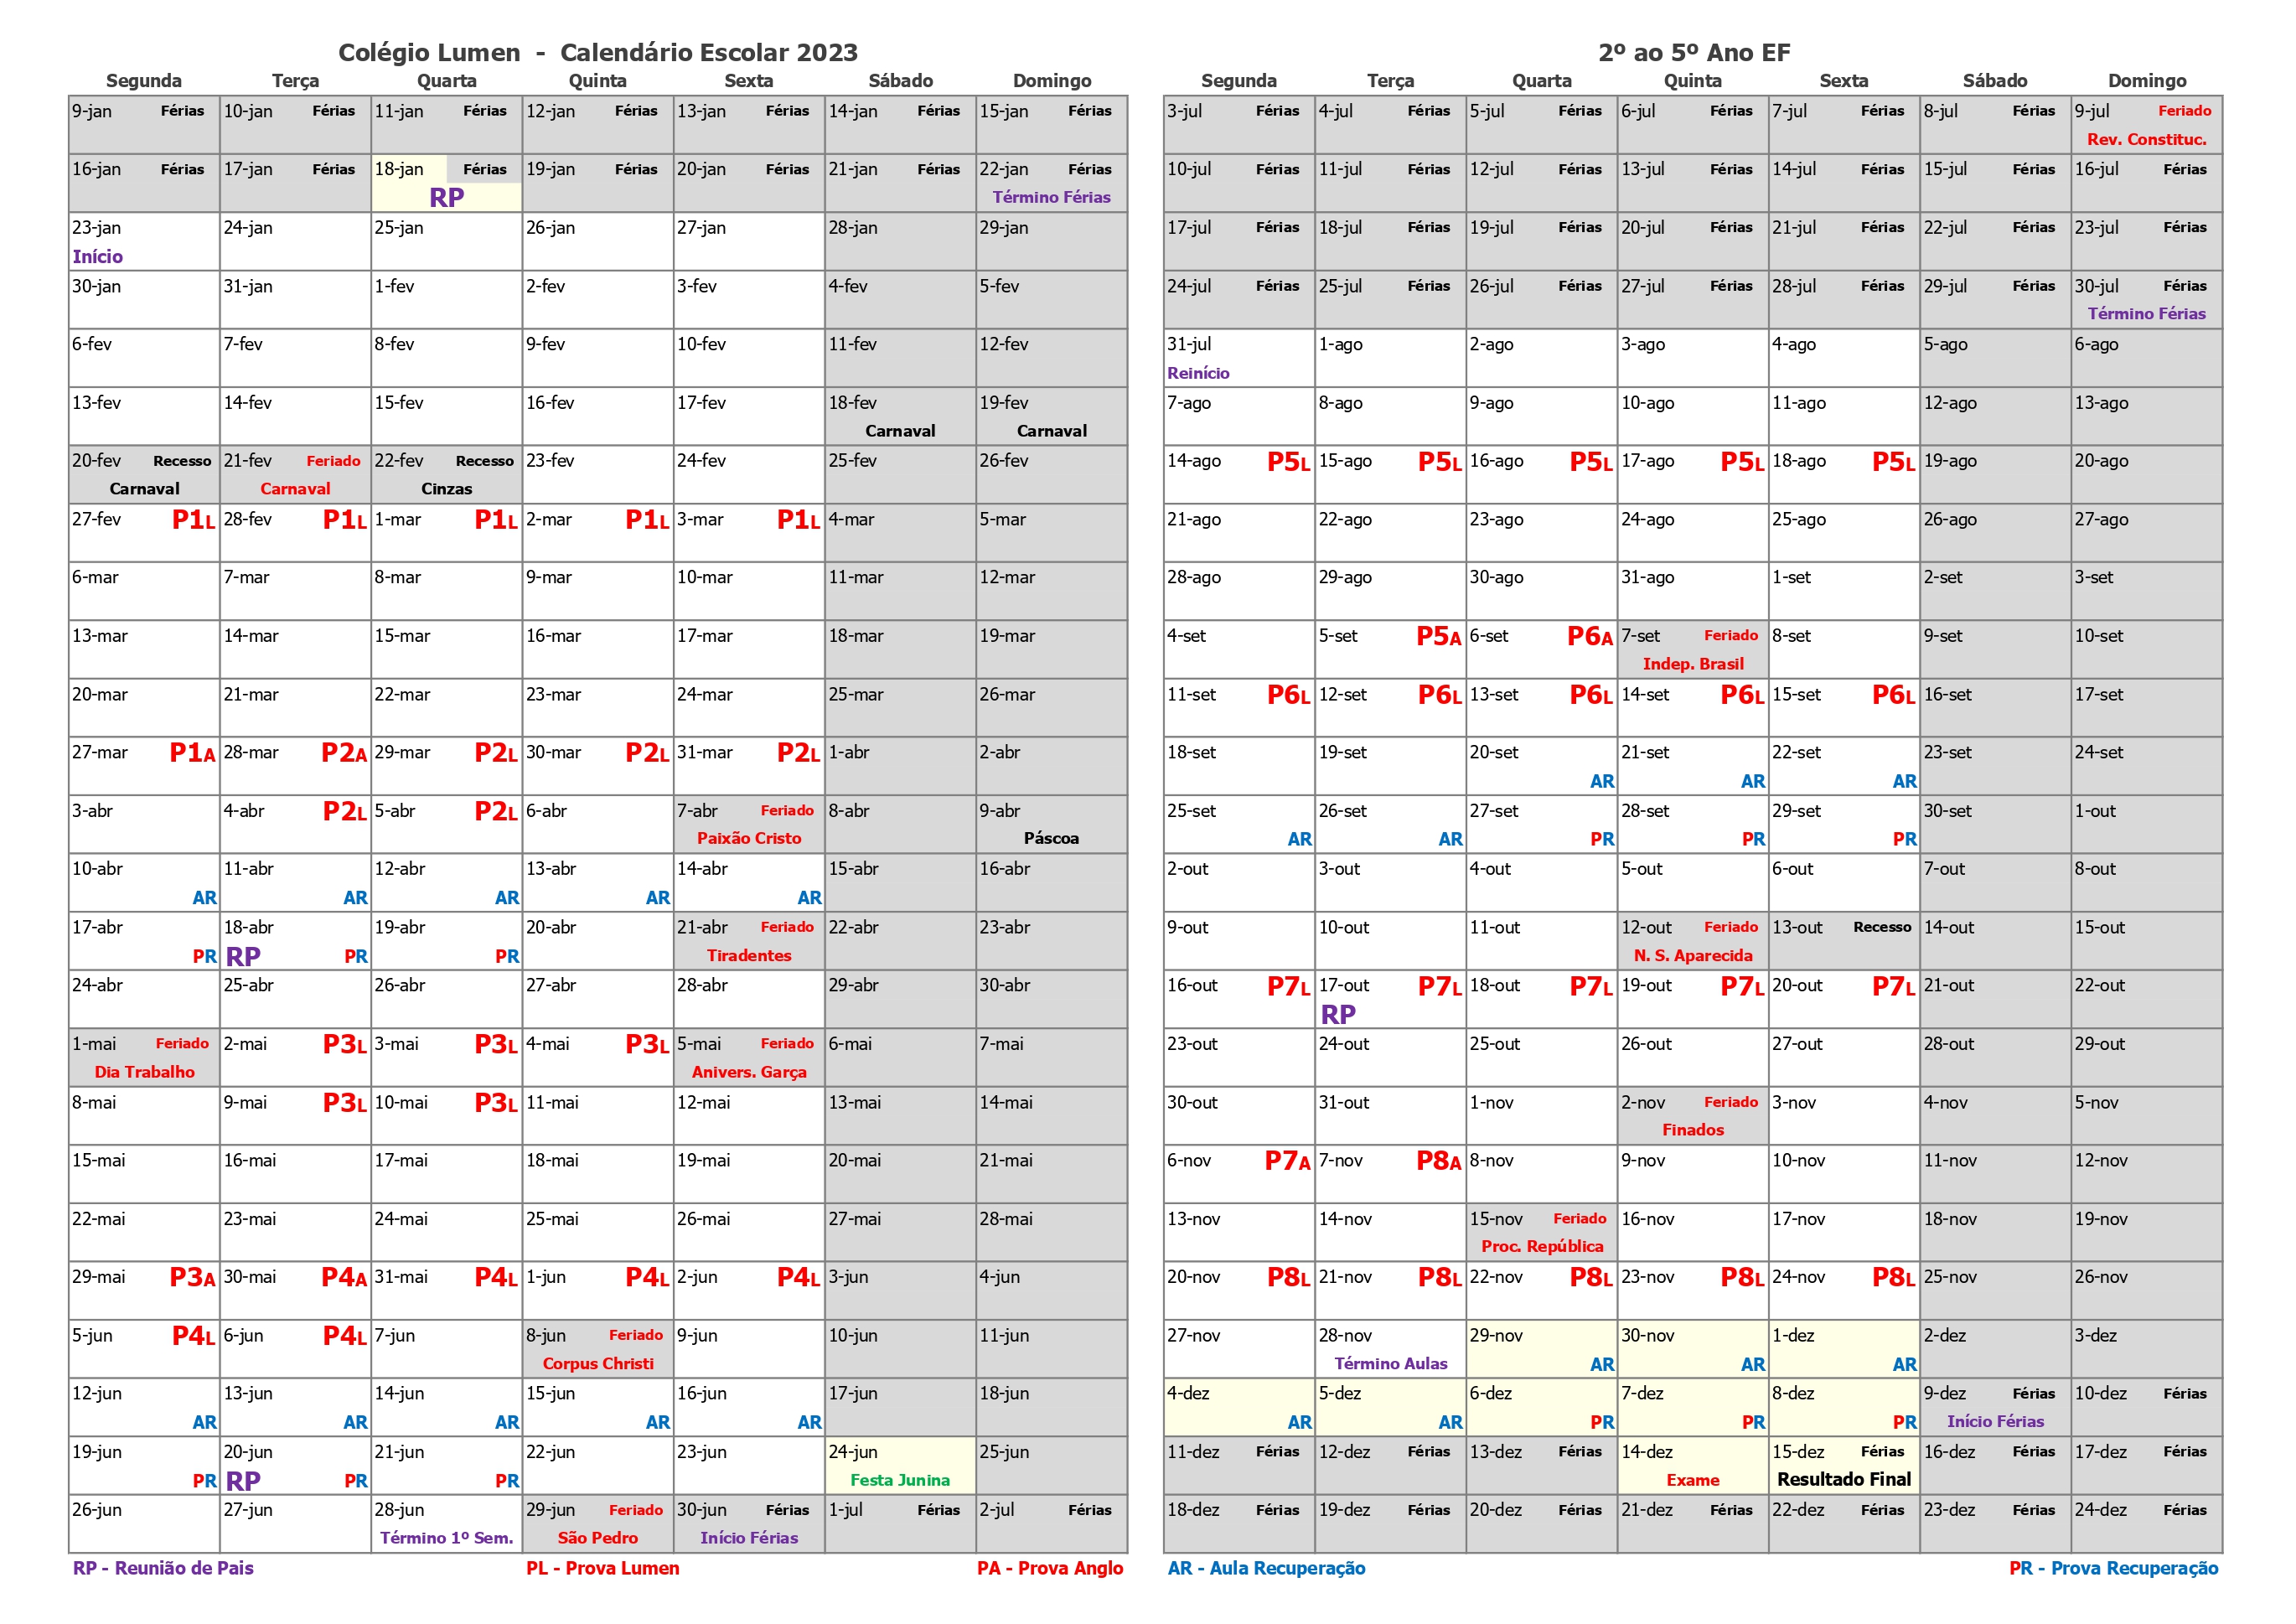 Colégio Lumen - Calendário Escolar 2023
Segunda Terça Quarta Quinta Sexta Sábado Domingo
9-jan Férias 10-jan Férias 11-jan Férias 12-jan Férias 13-jan Férias 14-jan Férias 15-jan Férias
16-jan Férias 17-jan Férias 18-jan Férias 19-jan Férias 20-jan Férias 21-jan Férias 22-jan Férias
RP Término Férias
23-jan 24-jan 25-jan 26-jan 27-jan 28-jan 29-jan
Início
30-jan 31-jan 1-fev 2-fev 3-fev 4-fev 5-fev
6-fev 7-fev 8-fev 9-fev 10-fev 11-fev 12-fev
13-fev 14-fev 15-fev 16-fev 17-fev 18-fev 19-fev
Carnaval Carnaval
20-fev Recesso 21-fev Feriado 22-fev Recesso 23-fev 24-fev 25-fev 26-fev
Carnaval Carnaval Cinzas
27-fev P1L 28-fev P1L 1-mar P1L 2-mar P1L 3-mar P1L 4-mar 5-mar
6-mar 7-mar 8-mar 9-mar 10-mar 11-mar 12-mar
13-mar 14-mar 15-mar 16-mar 17-mar 18-mar 19-mar
20-mar 21-mar 22-mar 23-mar 24-mar 25-mar 26-mar
27-mar P1A 28-mar P2A 29-mar P2L 30-mar P2L 31-mar P2L 1-abr 2-abr
3-abr 4-abr P2L 5-abr P2L 6-abr 7-abr Feriado 8-abr 9-abr
Paixão Cristo Páscoa
10-abr 11-abr 12-abr 13-abr 14-abr 15-abr 16-abr
AR AR AR AR AR
17-abr 18-abr 19-abr 20-abr 21-abr Feriado 22-abr 23-abr
PR RP PR PR Tiradentes
24-abr 25-abr 26-abr 27-abr 28-abr 29-abr 30-abr
1-mai Feriado 2-mai P3L 3-mai P3L 4-mai P3L 5-mai Feriado 6-mai 7-mai
Dia Trabalho Anivers. Garça
8-mai 9-mai P3L 10-mai P3L 11-mai 12-mai 13-mai 14-mai
15-mai 16-mai 17-mai 18-mai 19-mai 20-mai 21-mai
22-mai 23-mai 24-mai 25-mai 26-mai 27-mai 28-mai
29-mai P3A 30-mai P4A 31-mai P4L 1-jun P4L 2-jun P4L 3-jun 4-jun
5-jun P4L 6-jun P4L 7-jun 8-jun Feriado 9-jun 10-jun 11-jun
Corpus Christi
12-jun 13-jun 14-jun 15-jun 16-jun 17-jun 18-jun
AR AR AR AR AR
19-jun 20-jun 21-jun 22-jun 23-jun 24-jun 25-jun
PR RP PR PR Festa Junina
26-jun 27-jun 28-jun 29-jun Feriado 30-jun Férias 1-jul Férias 2-jul Férias
Término 1º Sem. São Pedro Início Férias
RP - Reunião de Pais PL - Prova Lumen PA - Prova Anglo
2º ao 5º Ano EF
Segunda Terça Quarta Quinta Sexta Sábado Domingo
3-jul Férias 4-jul Férias 5-jul Férias 6-jul Férias 7-jul Férias 8-jul Férias 9-jul Feriado
Rev. Constituc.
10-jul Férias 11-jul Férias 12-jul Férias 13-jul Férias 14-jul Férias 15-jul Férias 16-jul Férias
17-jul Férias 18-jul Férias 19-jul Férias 20-jul Férias 21-jul Férias 22-jul Férias 23-jul Férias
24-jul Férias 25-jul Férias 26-jul Férias 27-jul Férias 28-jul Férias 29-jul Férias 30-jul Férias
Término Férias
31-jul 1-ago 2-ago 3-ago 4-ago 5-ago 6-ago
Reinício
7-ago 8-ago 9-ago 10-ago 11-ago 12-ago 13-ago
14-ago P5L 15-ago P5L 16-ago P5L 17-ago P5L 18-ago P5L 19-ago 20-ago
21-ago 22-ago 23-ago 24-ago 25-ago 26-ago 27-ago
28-ago 29-ago 30-ago 31-ago 1-set 2-set 3-set
4-set 5-set P5A 6-set P6A 7-set Feriado 8-set 9-set 10-set
Indep. Brasil
11-set P6L 12-set P6L 13-set P6L 14-set P6L 15-set P6L 16-set 17-set
18-set 19-set 20-set 21-set 22-set 23-set 24-set
AR AR AR
25-set 26-set 27-set 28-set 29-set 30-set 1-out
AR AR PR PR PR
2-out 3-out 4-out 5-out 6-out 7-out 8-out
9-out 10-out 11-out 12-out Feriado 13-out Recesso 14-out 15-out
N. S. Aparecida
16-out P7L 17-out P7L 18-out P7L 19-out P7L 20-out P7L 21-out 22-out
RP
23-out 24-out 25-out 26-out 27-out 28-out 29-out
30-out 31-out 1-nov 2-nov Feriado 3-nov 4-nov 5-nov
Finados
6-nov P7A 7-nov P8A 8-nov 9-nov 10-nov 11-nov 12-nov
13-nov 14-nov 15-nov Feriado 16-nov 17-nov 18-nov 19-nov
Proc. República
20-nov P8L 21-nov P8L 22-nov P8L 23-nov P8L 24-nov P8L 25-nov 26-nov
27-nov 28-nov 29-nov 30-nov 1-dez 2-dez 3-dez
Término Aulas AR AR AR
4-dez 5-dez 6-dez 7-dez 8-dez 9-dez Férias 10-dez Férias
AR AR PR PR PR Início Férias
11-dez Férias 12-dez Férias 13-dez Férias 14-dez 15-dez Férias 16-dez Férias 17-dez Férias
Exame Resultado Final
18-dez Férias 19-dez Férias 20-dez Férias 21-dez Férias 22-dez Férias 23-dez Férias 24-dez Férias
AR - Aula Recuperação PR - Prova Recuperação